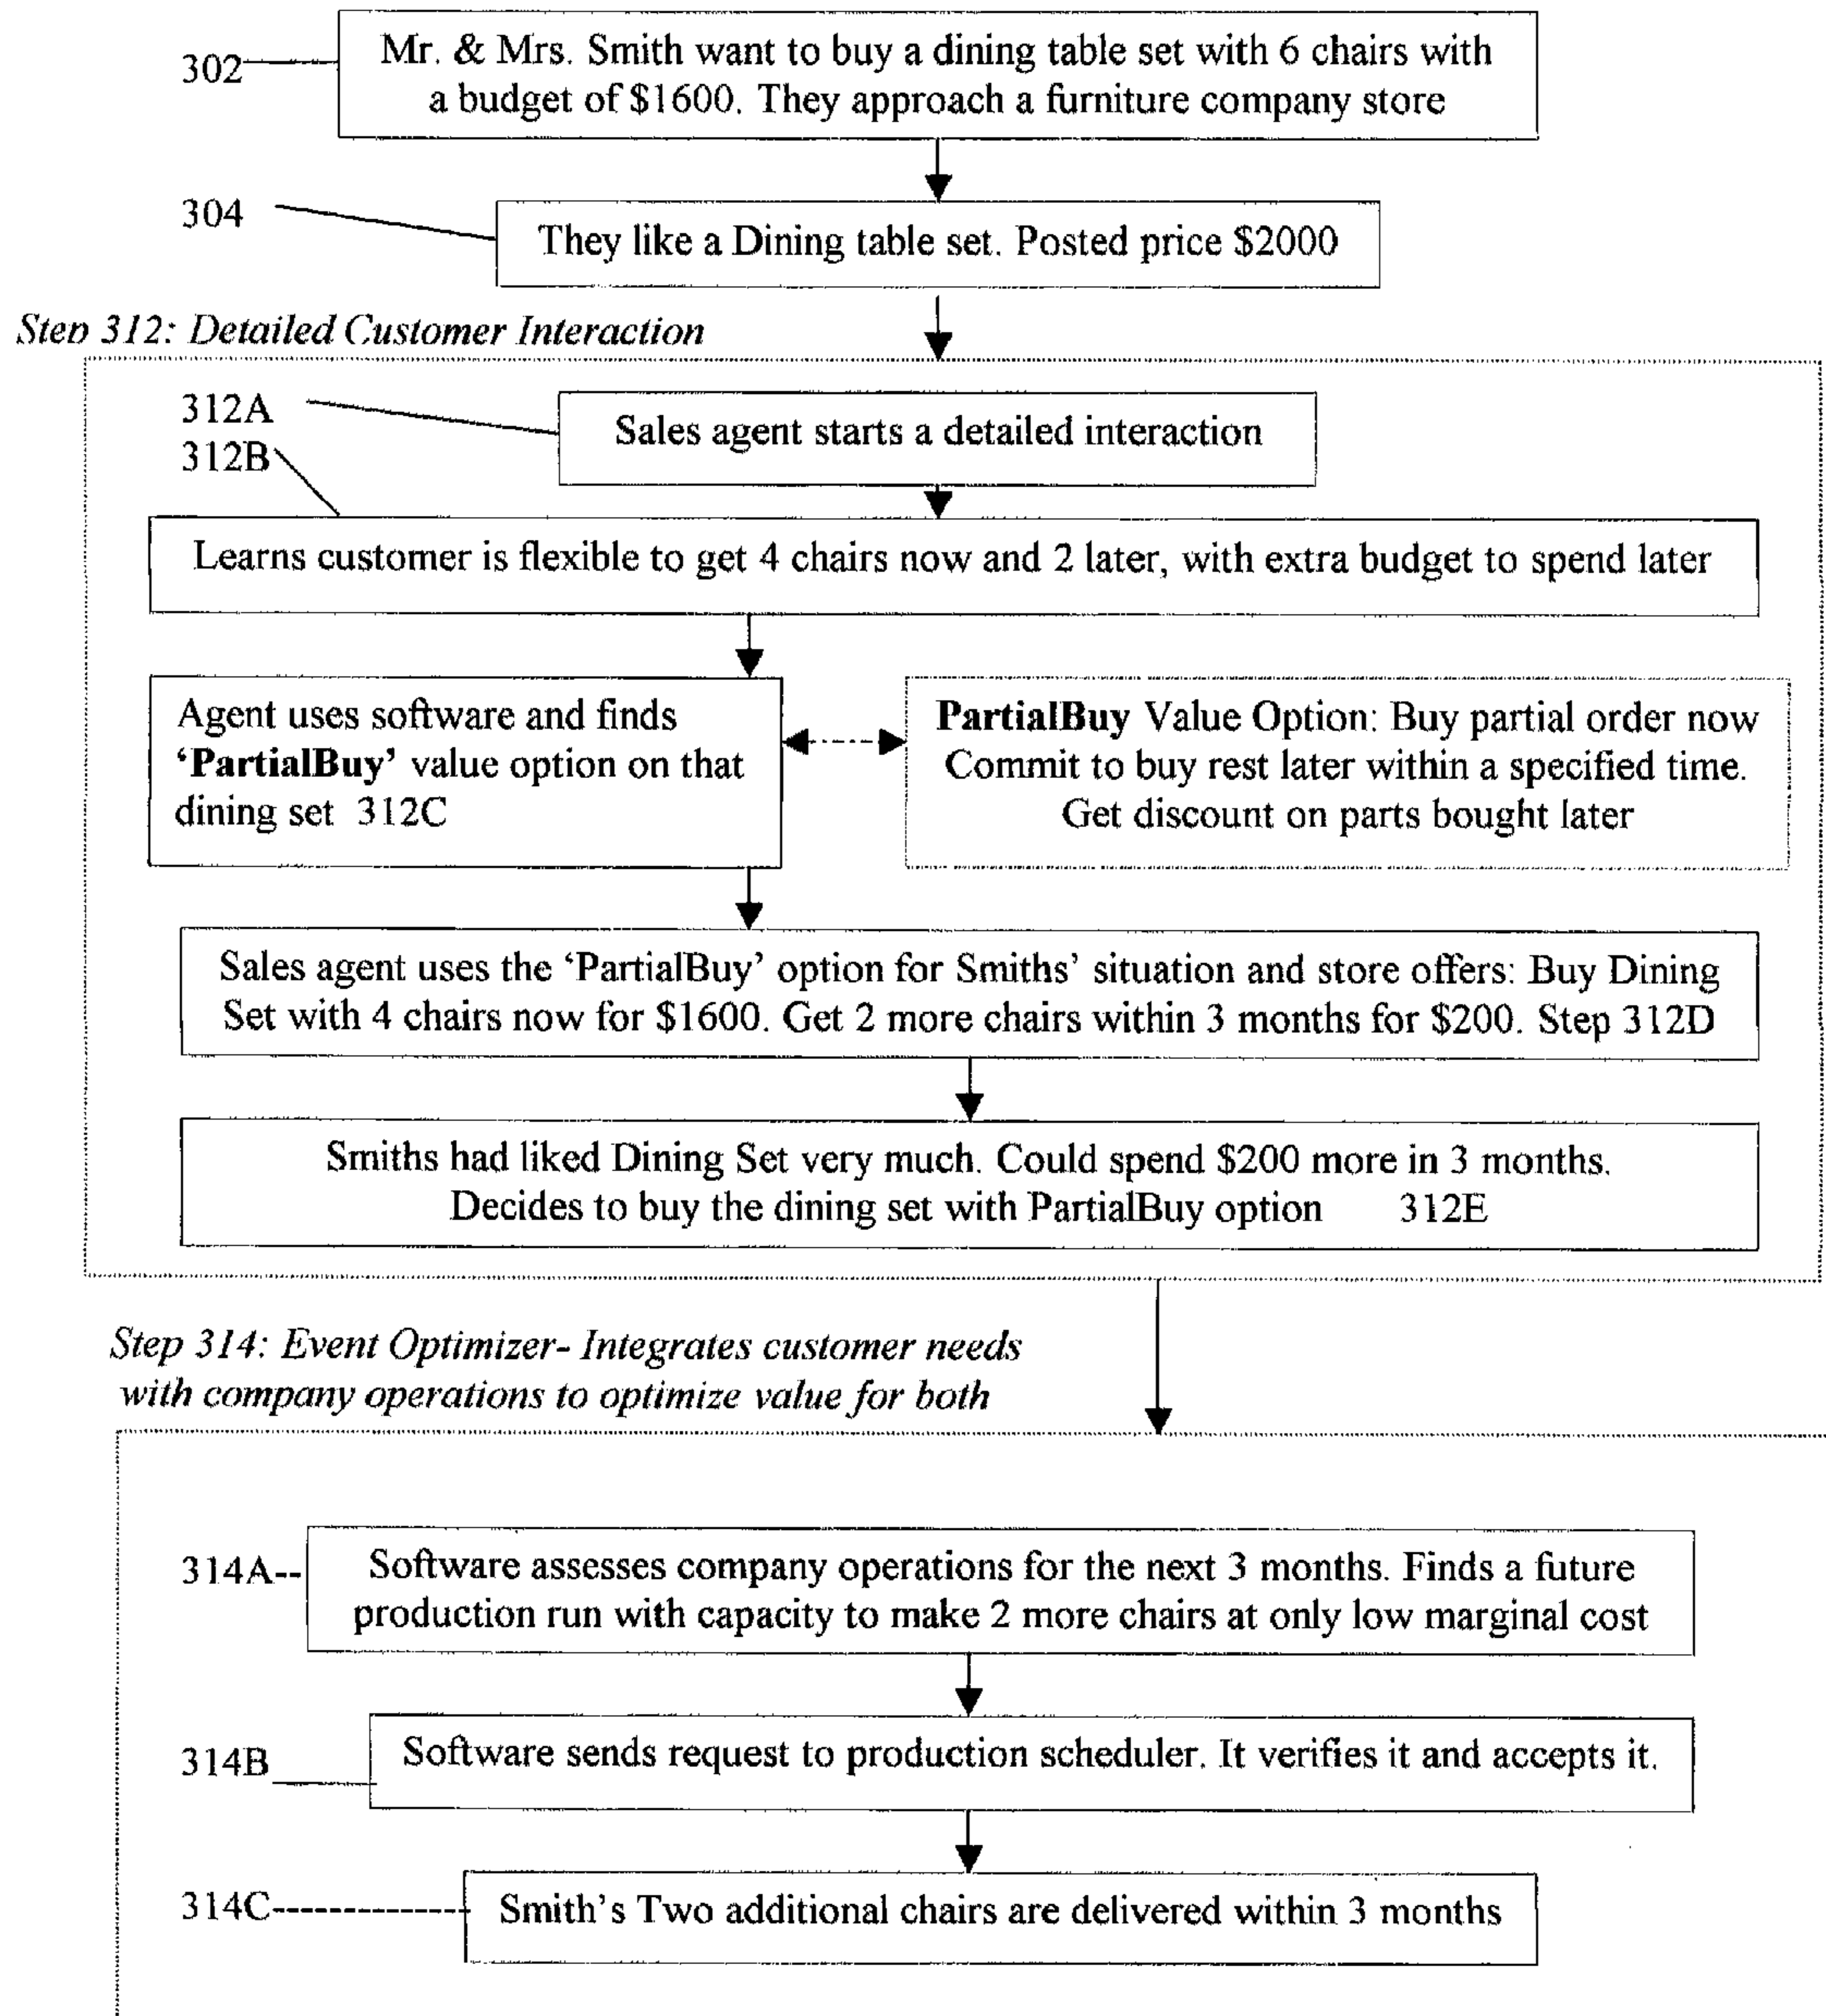 302
Mr. & Mrs. Smith want to buy a dining table set with 6 chairs with
a budget of $1600. They approach a furniture company store
304
They like a Dining table set. Posted price $2000
Step 312: Detailed Customer Interaction
312A
Sales agent starts a detailed interaction
312B
Learns customer is flexible to get 4 chairs now and 2 later, with extra budget to spend later
Agent uses software and finds
‘PartialBuy’ value option on that
dining set 312C
PartialBuy Value Option: Buy partial order now
Commit to buy rest later within a specified time.
Get discount on parts bought later
Sales agent uses the ‘PartialBuy’ option for Smiths’ situation and store offers: Buy Dining
Set with 4 chairs now for $1600. Get 2 more chairs within 3 months for $200. Step 312D
Smiths had liked Dining Set very much. Could spend $200 more in 3 months.
Decides to buy the dining set with PartialBuy option 312E
Step 314: Event Optimizer- Integrates customer needs
with company operations to optimize value for both
314A
Software assesses company operations for the next 3 months. Finds a future
production run with capacity to make 2 more chairs at only low marginal cost
314B
Software sends request to production scheduler. It verifies it and accepts it.
314C
Smith's Two additional chairs are delivered within 3 months